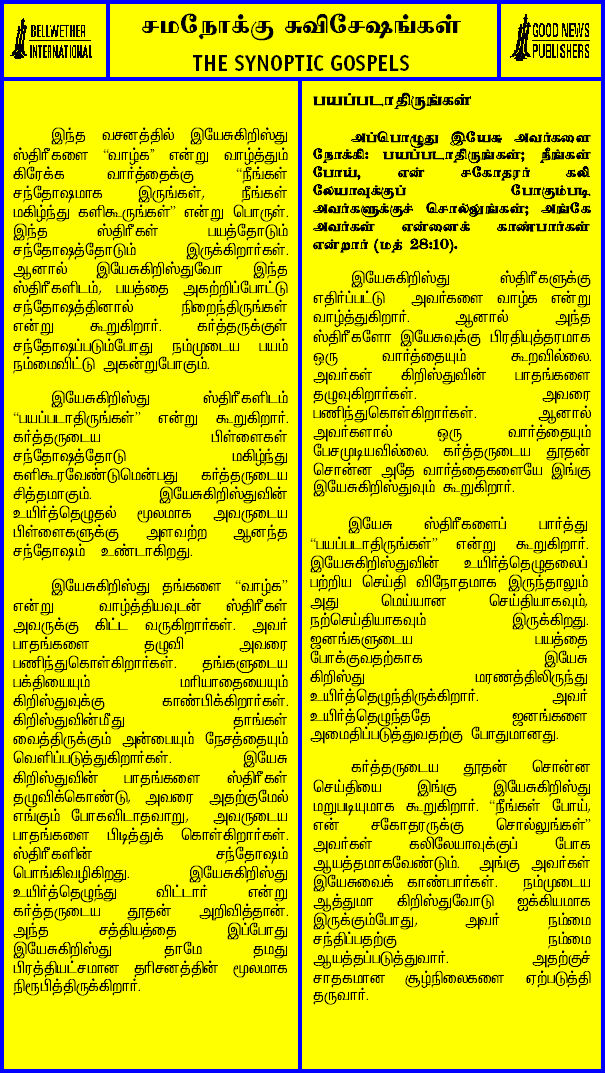 BELLWETHER
INTERNATIONAL
சமநோக்கு சுவிசேஷங்கள்
THE SYNOPTIC GOSPELS
GOOD NEWS
PUBLISHERS
இந்த வசனத்தில் இயேசுகிறிஸ்து
ஸ்திரீகளை “வாழ்க” என்று வாழ்த்தும்
கிரேக்க வார்த்தைக்கு “நீங்கள்
சந்தோஷமாக இருங்கள், நீங்கள்
மகிழ்ந்து களிகூருங்கள்” என்று பொருள்.
இந்த ஸ்திரீகள் பயத்தோடும்
சந்தோஷத்தோடும் இருக்கிறார்கள்.
ஆனால் இயேசுகிறிஸ்துவோ இந்த
ஸ்திரீகளிடம், பயத்தை அகற்றிப்போட்டு
சந்தோஷத்தினால் நிறைந்திருங்கள்
என்று கூறுகிறார். கர்த்தருக்குள்
சந்தோஷப்படும்போது நம்முடைய பயம்
நம்மைவிட்டு அகன்றுபோகும்.
இயேசுகிறிஸ்து ஸ்திரீகளிடம்
“பயப்படாதிருங்கள்” என்று கூறுகிறார்.
கர்த்தருடைய பிள்ளைகள்
சந்தோஷத்தோடு மகிழ்ந்து
களிகூரவேண்டுமென்பது கர்த்தருடைய
சித்தமாகும். இயேசுகிறிஸ்துவின்
உயிர்த்தெழுதல் மூலமாக அவருடைய
பிள்ளைகளுக்கு அளவற்ற ஆனந்த
சந்தோஷம் உண்டாகிறது.
இயேசுகிறிஸ்து தங்களை “வாழ்க”
என்று வாழ்த்தியவுடன் ஸ்திரீகள்
அவருக்கு கிட்ட வருகிறார்கள். அவர்
பாதங்களை தழுவி அவரை
பணிந்துகொள்கிறார்கள். தங்களுடைய
பக்தியையும் மரியாதையையும்
கிறிஸ்துவுக்கு காண்பிக்கிறார்கள்.
கிறிஸ்துவின்மீது தாங்கள்
வைத்திருக்கும் அன்பையும் நேசத்தையும்
வெளிப்படுத்துகிறார்கள். இயேசு
கிறிஸ்துவின் பாதங்களை ஸ்திரீகள்
தழுவிக்கொண்டு, அவரை அதற்குமேல்
எங்கும் போகவிடாதவாறு, அவருடைய
பாதங்களை பிடித்துக் கொள்கிறார்கள்.
ஸ்திரீகளின் சந்தோஷம்
பொங்கிவழிகிறது. இயேசுகிறிஸ்து
உயிர்த்தெழுந்து விட்டார் என்று
கர்த்தருடைய தூதன் அறிவித்தான்.
அந்த சத்தியத்தை இப்போது
இயேசுகிறிஸ்து தாமே தமது
பிரத்தியட்சமான தரிசனத்தின் மூலமாக
நிரூபித்திருக்கிறார்.
பயப்படாதிருங்கள்
அப்பொழுது இயேசு அவர்களை
நோக்கி: பயப்படாதிருங்கள்; நீங்கள்
போய், என் சகோதரர் கலி
லேயாவுக்குப் போகும்படி
அவர்களுக்குச் சொல்லுங்கள்; அங்கே
அவர்கள் என்னைக் காண்பார்கள்
என்றார் (மத் 28:10).
இயேசுகிறிஸ்து ஸ்திரீகளுக்கு
எதிர்ப்பட்டு அவர்களை வாழ்க என்று
வாழ்த்துகிறார். ஆனால் அந்த
ஸ்திரீகளோ இயேசுவுக்கு பிரதியுத்தரமாக
ஒரு வார்த்தையும் கூறவில்லை.
அவர்கள் கிறிஸ்துவின் பாதங்களை
தழுவுகிறார்கள். அவரை
பணிந்துகொள்கிறார்கள். ஆனால்
அவர்களால் ஒரு வார்த்தையும்
பேசமுடியவில்லை. கர்த்தருடைய தூதன்
சொன்ன அதே வார்த்தைகளையே இங்கு
இயேசுகிறிஸ்துவும் கூறுகிறார்.
இயேசு ஸ்திரீகளைப் பார்த்து
“பயப்படாதிருங்கள்” என்று கூறுகிறார்.
இயேசுகிறிஸ்துவின் உயிர்த்தெழுதலைப்
பற்றிய செய்தி விநோதமாக இருந்தாலும்
அது மெய்யான செய்தியாகவும்,
நற்செய்தியாகவும் இருக்கிறது.
ஜனங்களுடைய பயத்தை
போக்குவதற்காக இயேசு
கிறிஸ்து மரணத்திலிருந்து
உயிர்த்தெழுந்திருக்கிறார். அவர்
உயிர்த்தெழுந்ததே ஜனங்களை
அமைதிப்படுத்துவதற்கு போதுமானது.
கர்த்தருடைய தூதன் சொன்ன
செய்தியை இங்கு இயேசுகிறிஸ்து
மறுபடியுமாக கூறுகிறார். “நீங்கள் போய்,
என் சகோதரருக்கு சொல்லுங்கள்”
அவர்கள் கலிலேயாவுக்குப் போக
ஆயத்தமாகவேண்டும். அங்கு அவர்கள்
இயேசுவைக் காண்பார்கள். நம்முடைய
ஆத்துமா கிறிஸ்துவோடு ஐக்கியமாக
இருக்கும்போது, அவர் நம்மை
சந்திப்பதற்கு நம்மை
ஆயத்தப்படுத்துவார். அதற்குச்
சாதகமான சூழ்நிலைகளை ஏற்படுத்தி
தருவார்.